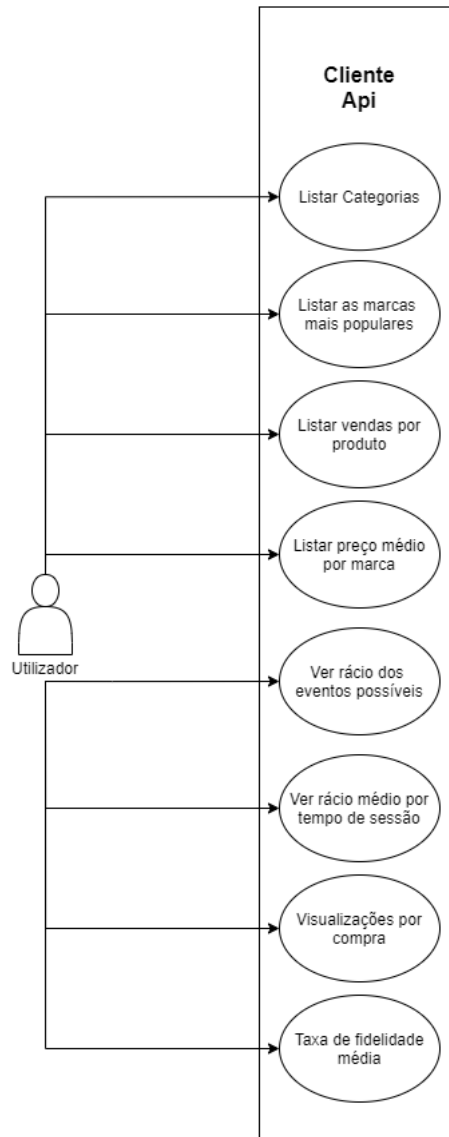 Cliente
Api
Listar Categorias
Listar as marcas
mais populares
Listar vendas por
produto
Listar preço médio
por marca
Utilizador
Ver rácio dos
eventos possíveis
Ver rácio médio por
tempo de sessão
Visualizações por
compra
Taxa de fidelidade
média